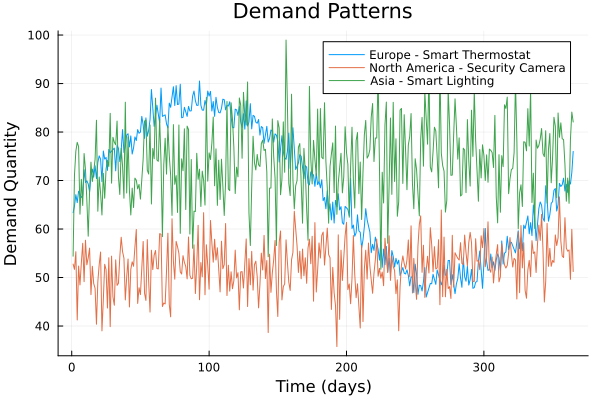 Demand Patterns
Europe - Smart Thermostat
North America - Security Camera
Asia - Smart Lighting
100
90
80
70
60
50
40
Demand Quantity
0
100
200
300
Time (days)